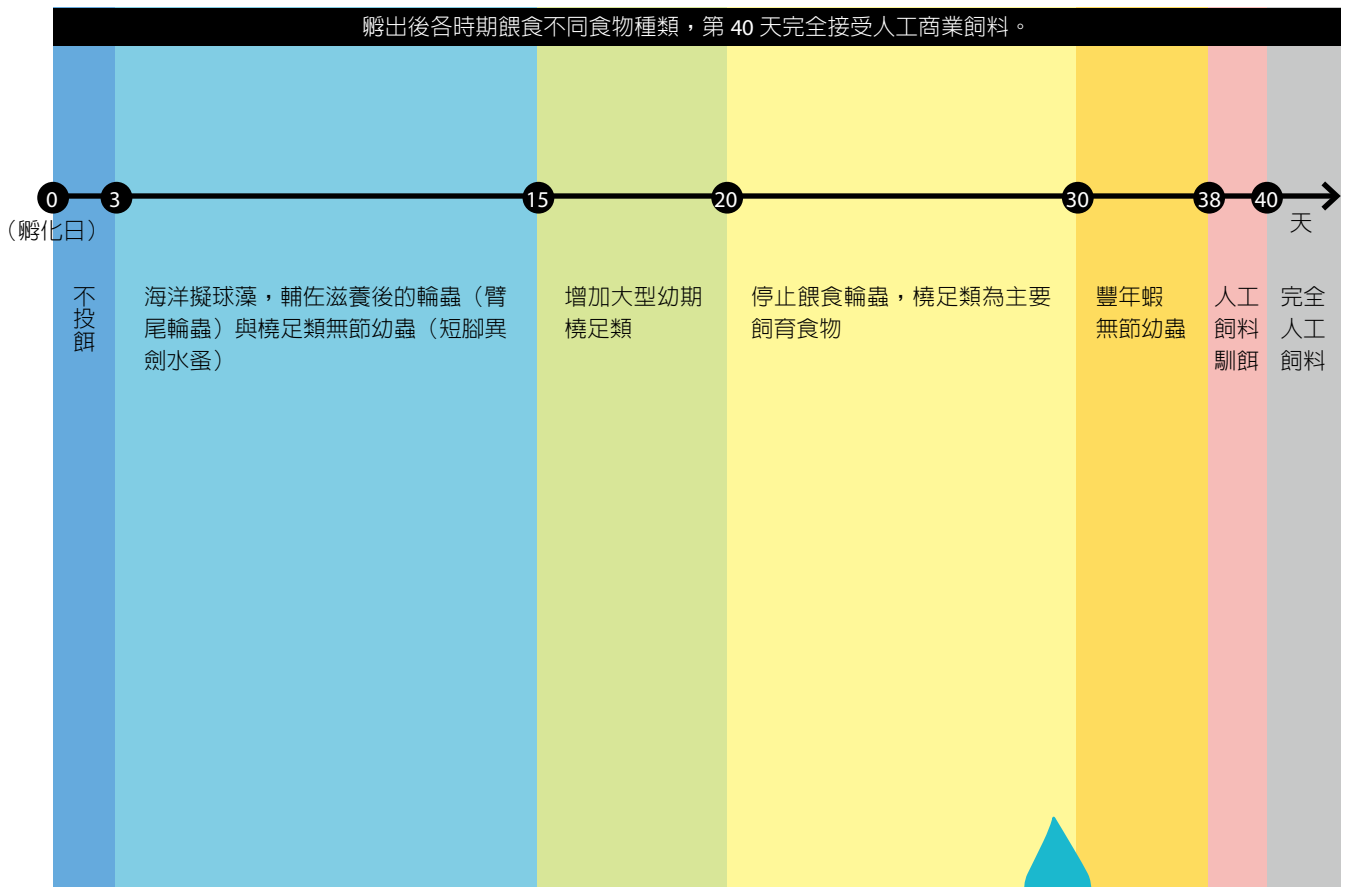 孵出後各時期餵食不同食物種類，第 40 天完全接受人工商業飼料。
0
3
15
20
30
38
40
（孵化日）
天
不投餌
海洋擬球藻，輔佐滋養後的輪蟲（臂
尾輪蟲）與橈足類無節幼蟲（短腳異
劍水蚤）
增加大型幼期
橈足類
停止餵食輪蟲，橈足類為主要
飼育食物
豐年蝦
無節幼蟲
人工
飼料
馴餌
完全
人工
飼料